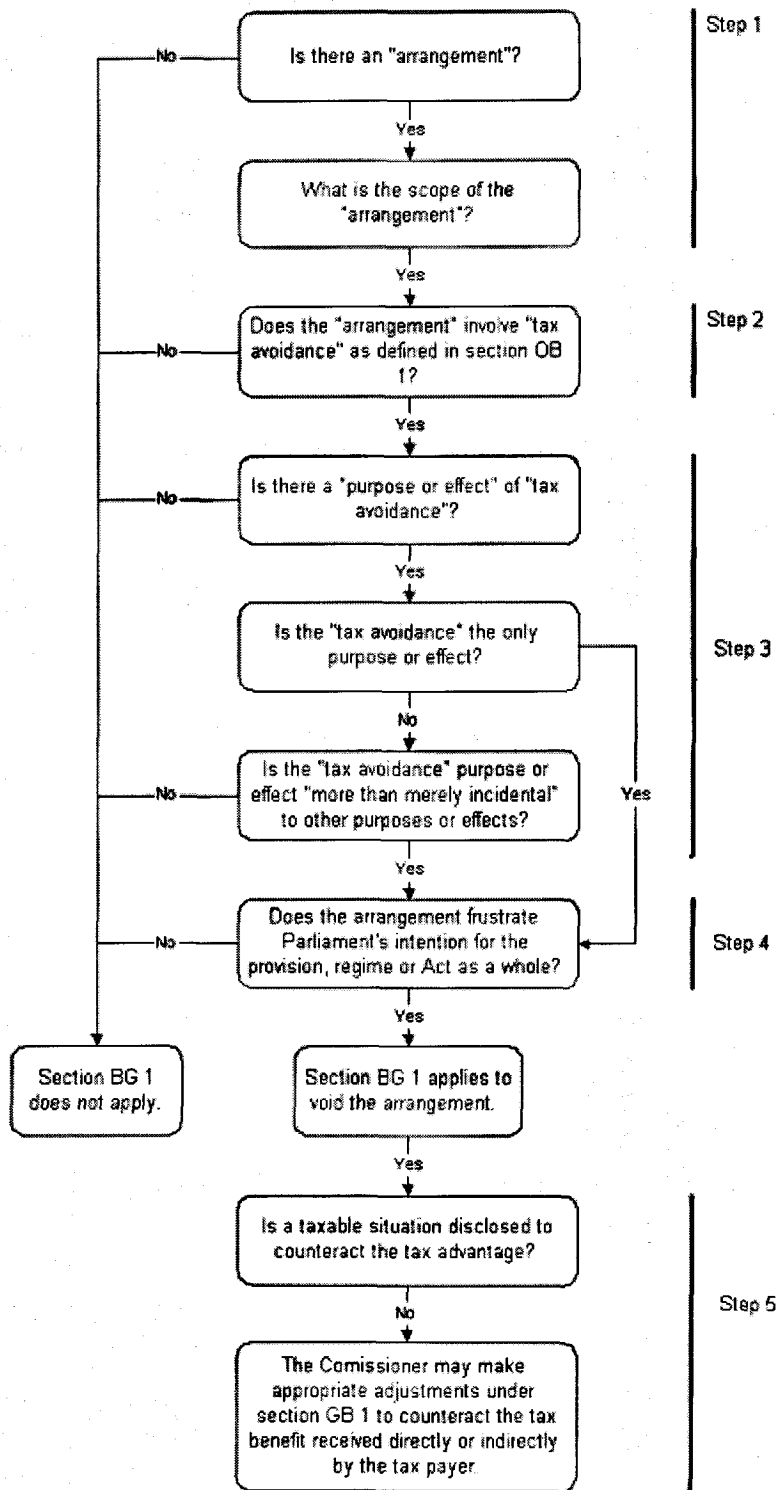 Step 1
Is there an "arrangement"?
No
Yes
What is the scope of the
"arrangement"?
Yes
Step 2
Does the "arrangement" involve "tax
avoidance" as defined in section OB
1?
No
Yes
Is there a "purpose or effect" of "tax
avoidance"?
No
Yes
Step 3
Is the "tax avoidance" the only
purpose or effect?
No
Yes
Is the "tax avoidance" purpose or
effect "more than merely incidental"
to other purposes or effects?
No
Yes
Step 4
Does the arrangement frustrate
Parliament's intention for the
provision, regime or Act as a whole?
No
Yes
Section BG 1
does not apply.
Section BG 1 applies to
void the arrangement.
Yes
Step 5
Is a taxable situation disclosed to
counteract the tax advantage?
No
The Comissioner may make
appropriate adjustments under
section GB 1 to counteract the tax
benefit received directly or indirectly
by the tax payer.